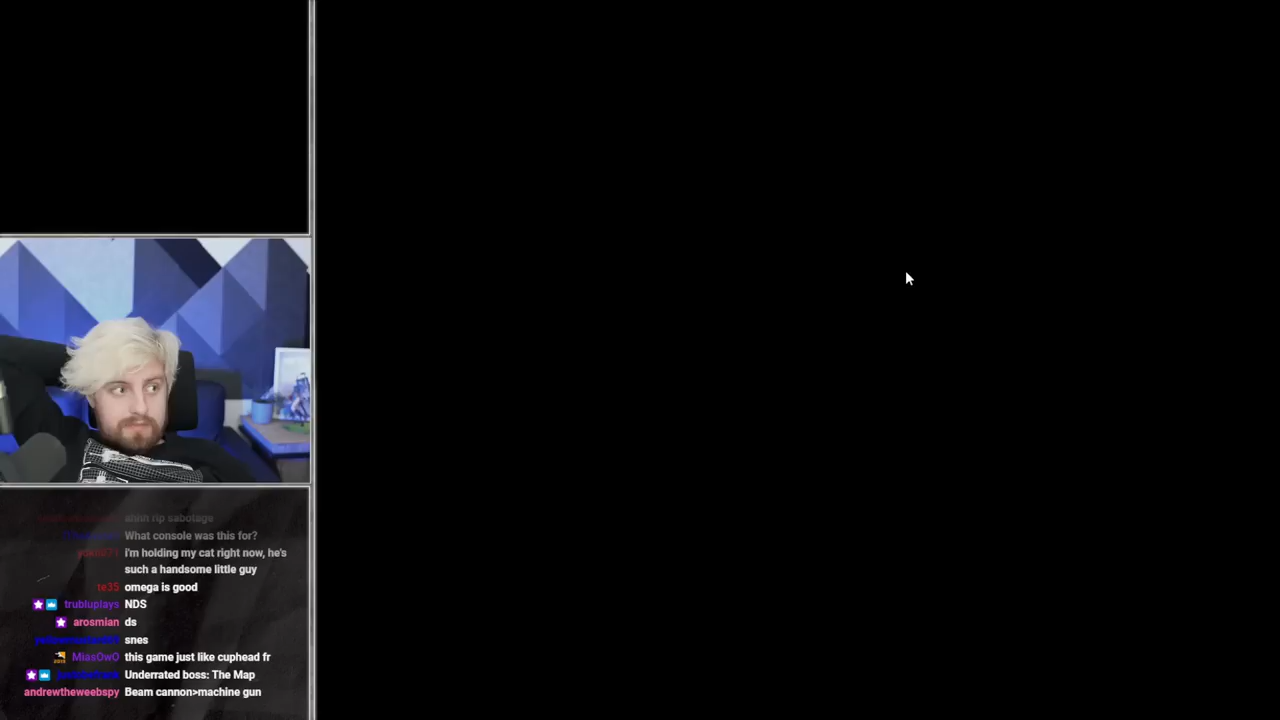 ahhh rip sabotage
What console was this for?
i'm holding my cat right now, he's
such a handsome little guy
te35 omega is good
trubluplays NDS
arosmian ds
snes
MiasOwO this game just like cuphead fr
Underrated boss: The Map
andrewtheweebspy Beam cannon>machine gun